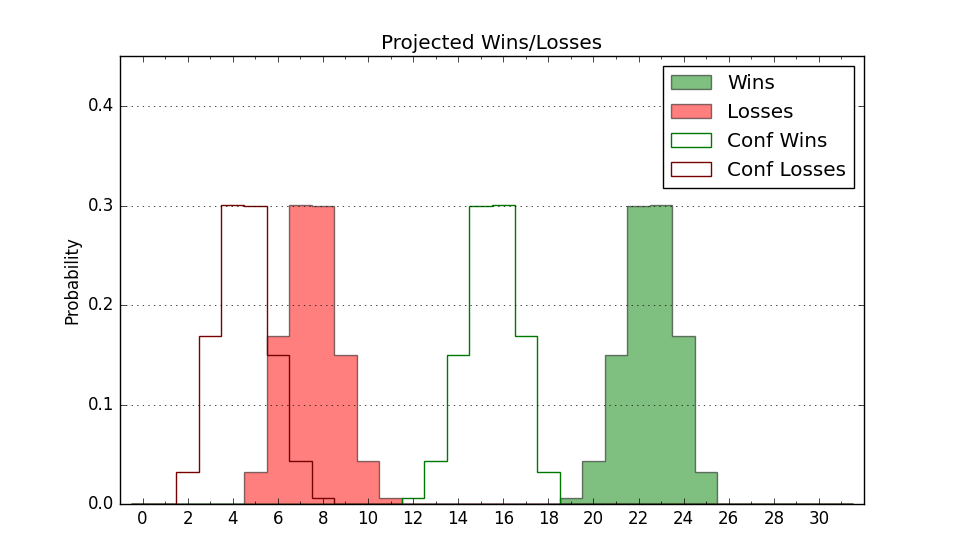 Projected Wins/Losses
Wins
Losses
Conf Wins
Conf Losses
Probability
0.4
0.3
0.2
0.1
0.0
0 2 4 6 8 10 12 14 16 18 20 22 24 26 28 30